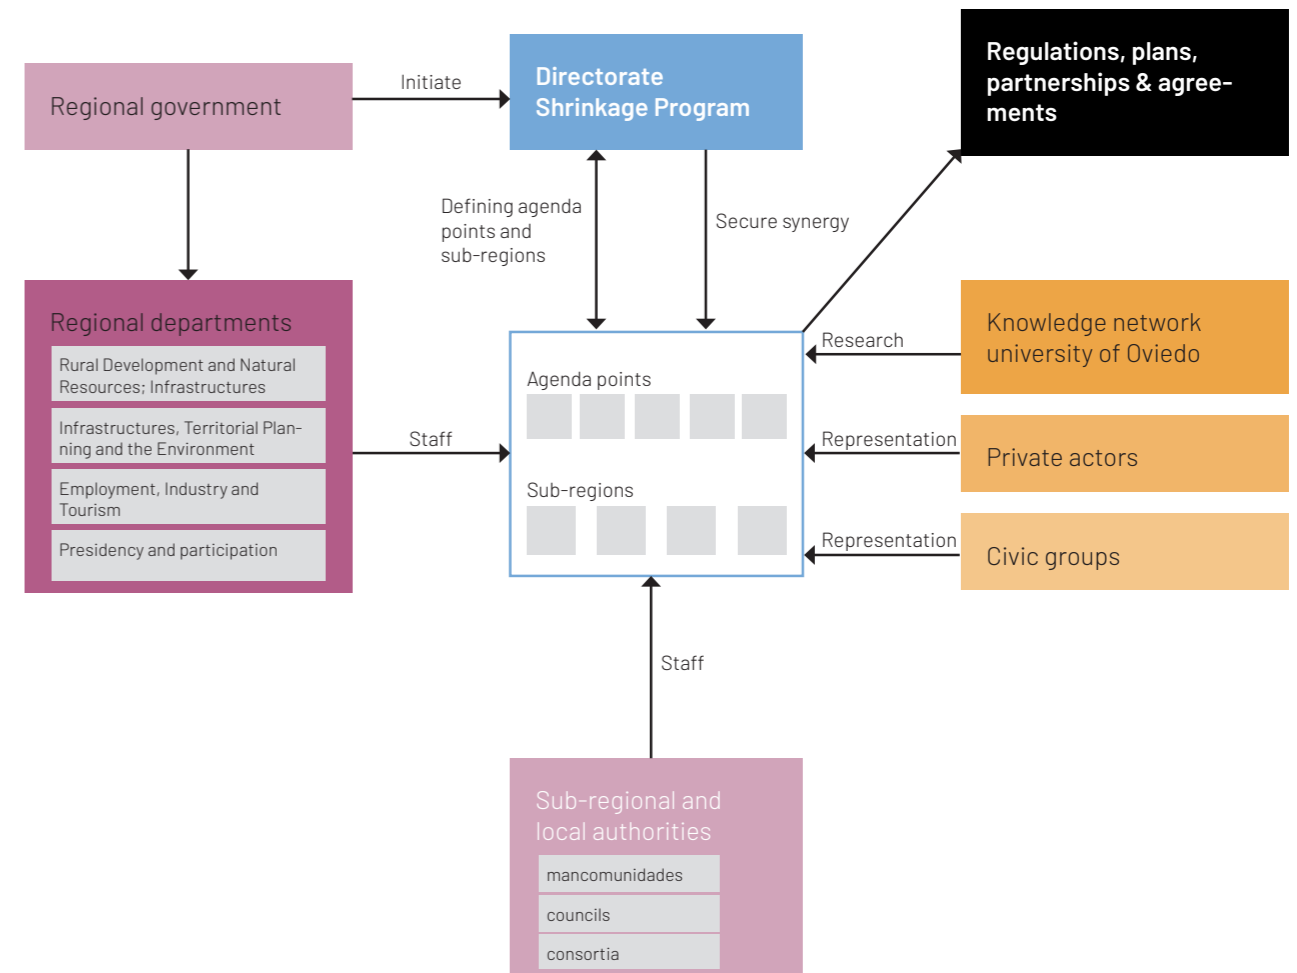 Regional government
Initiate
Directorate
Shrinkage Program
Regulations, plans,
partnerships & agree-
ments
Defining agenda
points and
sub-regions
Secure synergy
Regional departments
Rural Development and Natural
Resources; Infrastructures
Infrastructures, Territorial Plan-
ning and the Environment
Employment, Industry and
Tourism
Presidency and participation
Staff
Agenda points
Sub-regions
Research
Knowledge network
university of Oviedo
Representation
Private actors
Representation
Civic groups
Staff
Sub-regional and
local authorities
mancomunidades
councils
consortia